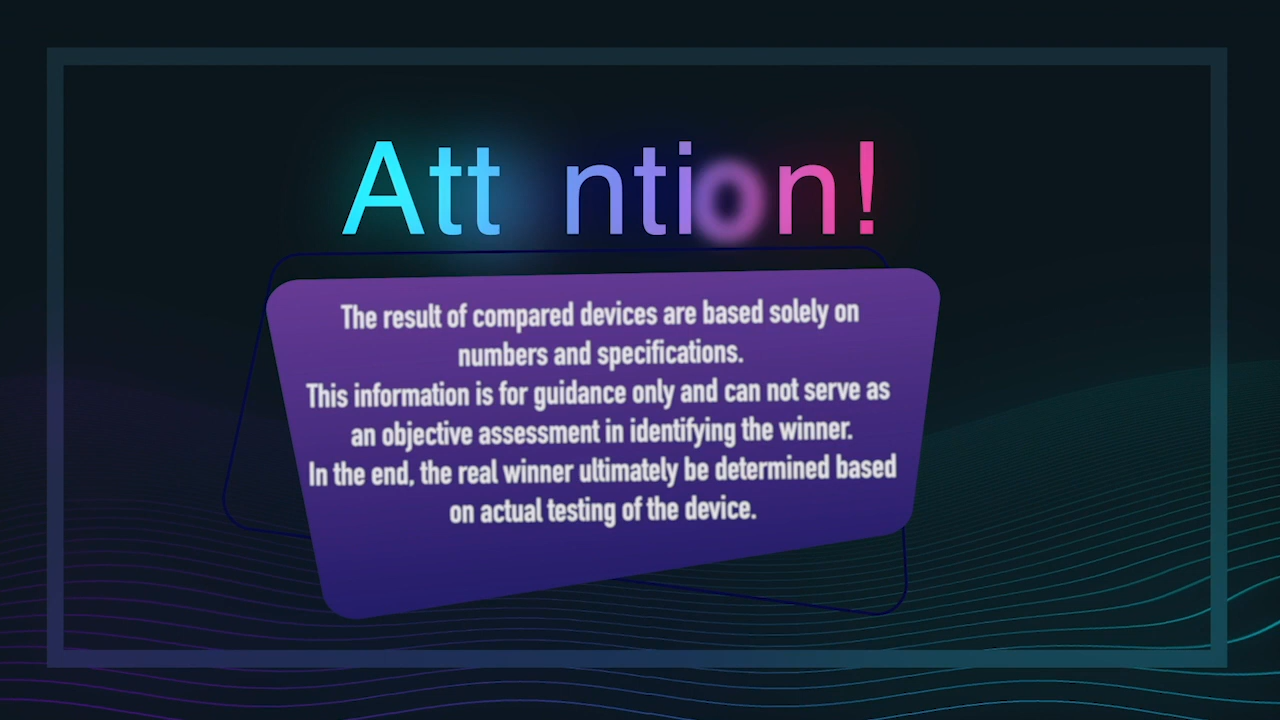 Att ntion!
The result of compared devices are based solely on
numbers and specifications.
This information is for guidance only and can not serve as
an objective assessment in identifying the winner.
In the end, the real winner ultimately be determined based
on actual testing of the device.